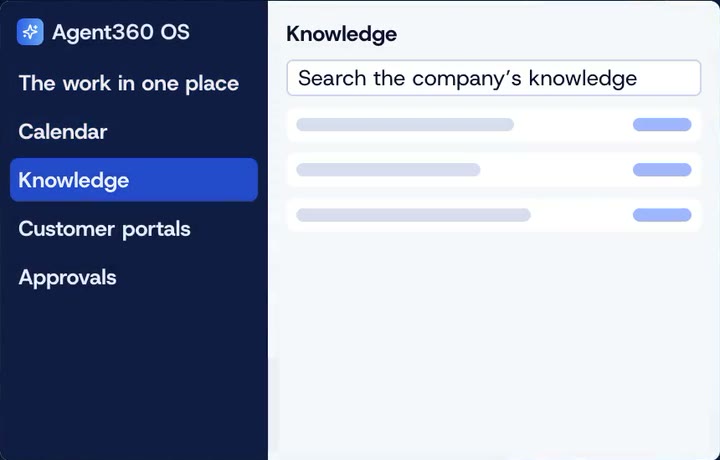 Agent360 OS
The work in one place
Calendar
Knowledge
Customer portals
Approvals
Knowledge
Search the company’s knowledge